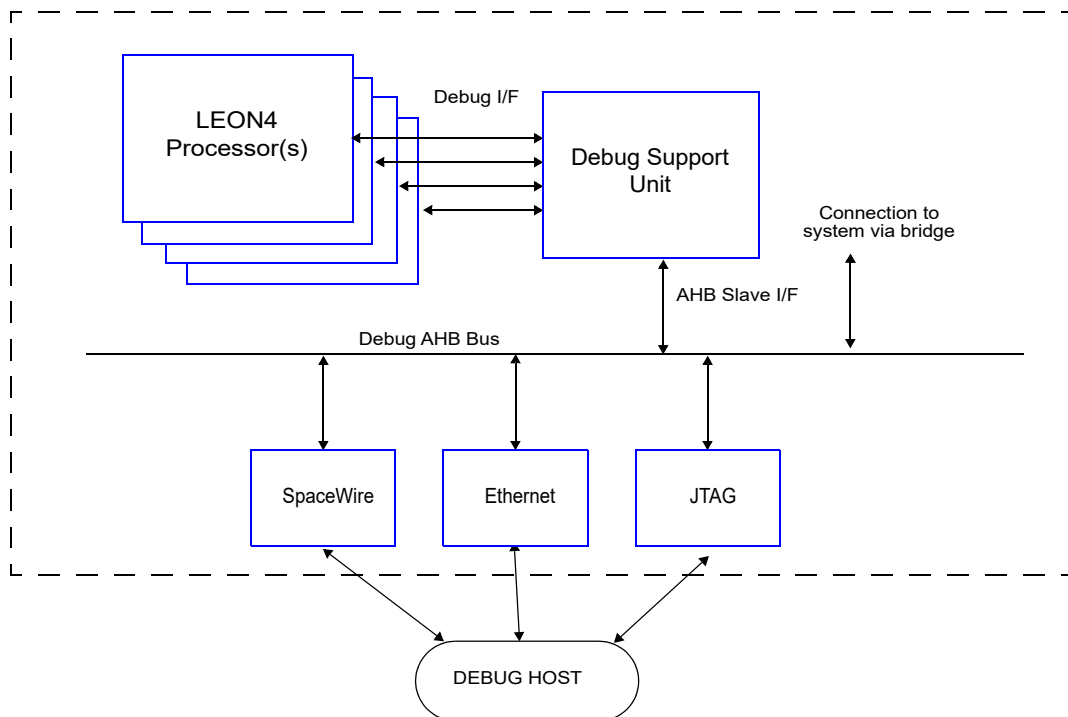 LEON4
Processor(s)
Debug I/F
Debug Support
Unit
Connection to
system via bridge
AHB Slave I/F
Debug AHB Bus
SpaceWire
Ethernet
JTAG
DEBUG HOST